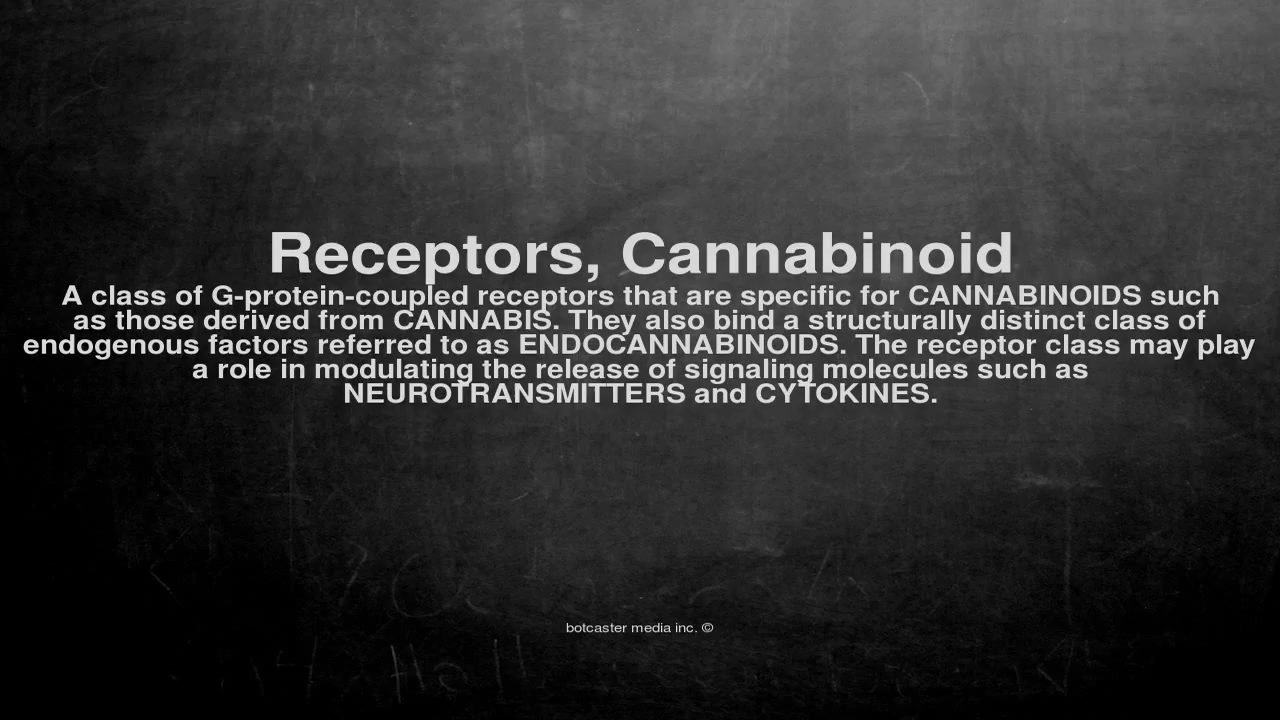 Receptors, Cannabinoid
A class of G-protein-coupled receptors that are specific for CANNABINOIDS such
as those derived from CANNABIS. They also bind a structurally distinct class of
endogenous factors referred to as ENDOCANNABINOIDS. The receptor class may play
a role in modulating the release of signaling molecules such as
NEUROTRANSMITTERS and CYTOKINES.
botcaster media inc. ©